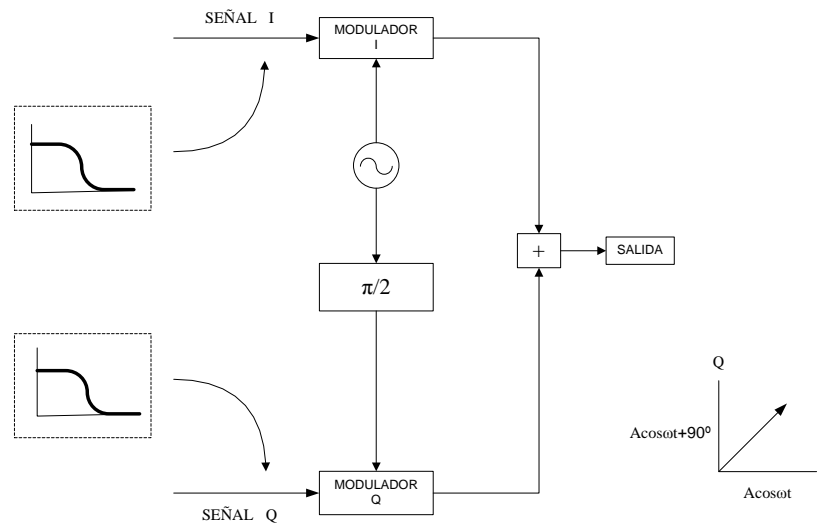 SEÑAL I
MODULADOR
I
π/2
+
SALIDA
Q
Acosωt+90º
Acosωt
MODULADOR
Q
SEÑAL Q